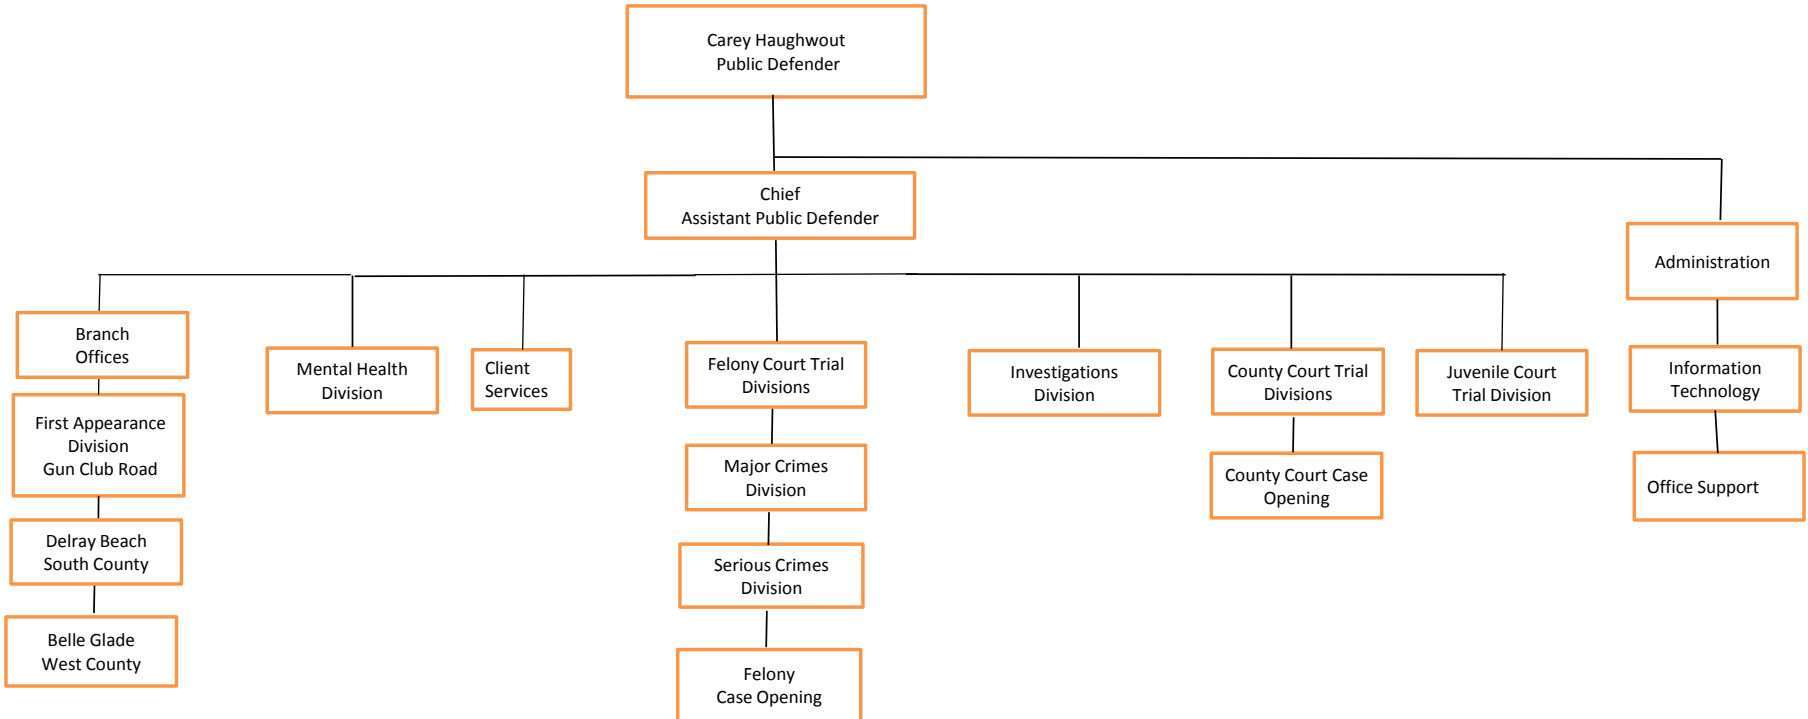 Carey Haughwout
Public Defender
Chief
Assistant Public Defender
Administration
Branch
Offices
Mental Health
Division
Client
Services
Felony Court Trial
Divisions
Investigations
Division
County Court Trial
Divisions
Juvenile Court
Trial Division
Information
Technology
First Appearance
Division
Gun Club Road
Major Crimes
Division
County Court Case
Opening
Office Support
Delray Beach
South County
Serious Crimes
Division
Belle Glade
West County
Felony
Case Opening